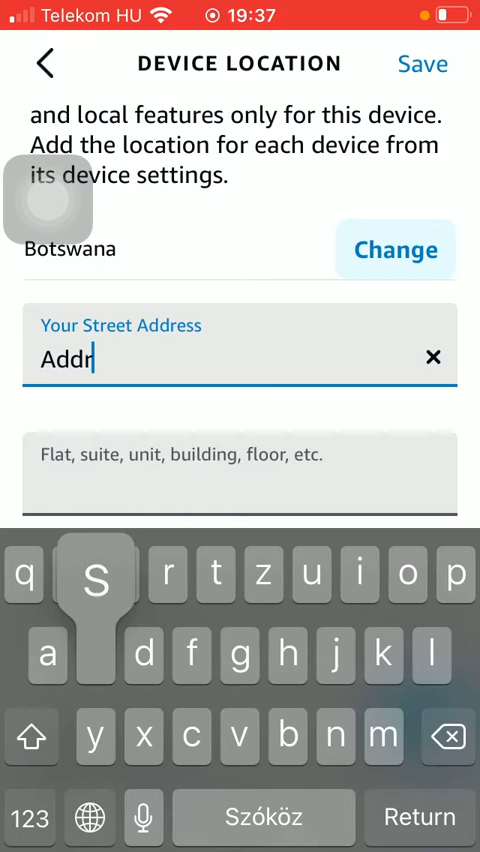 Telekom HU 19:37
DEVICE LOCATION Save
and local features only for this device.
Add the location for each device from
its device settings.
Botswana Change
Your Street Address
Addr
Flat, suite, unit, building, floor, etc.
q s r t z u i o p
a d f g h j k l
y x c v b n m
123 Szóköz Return